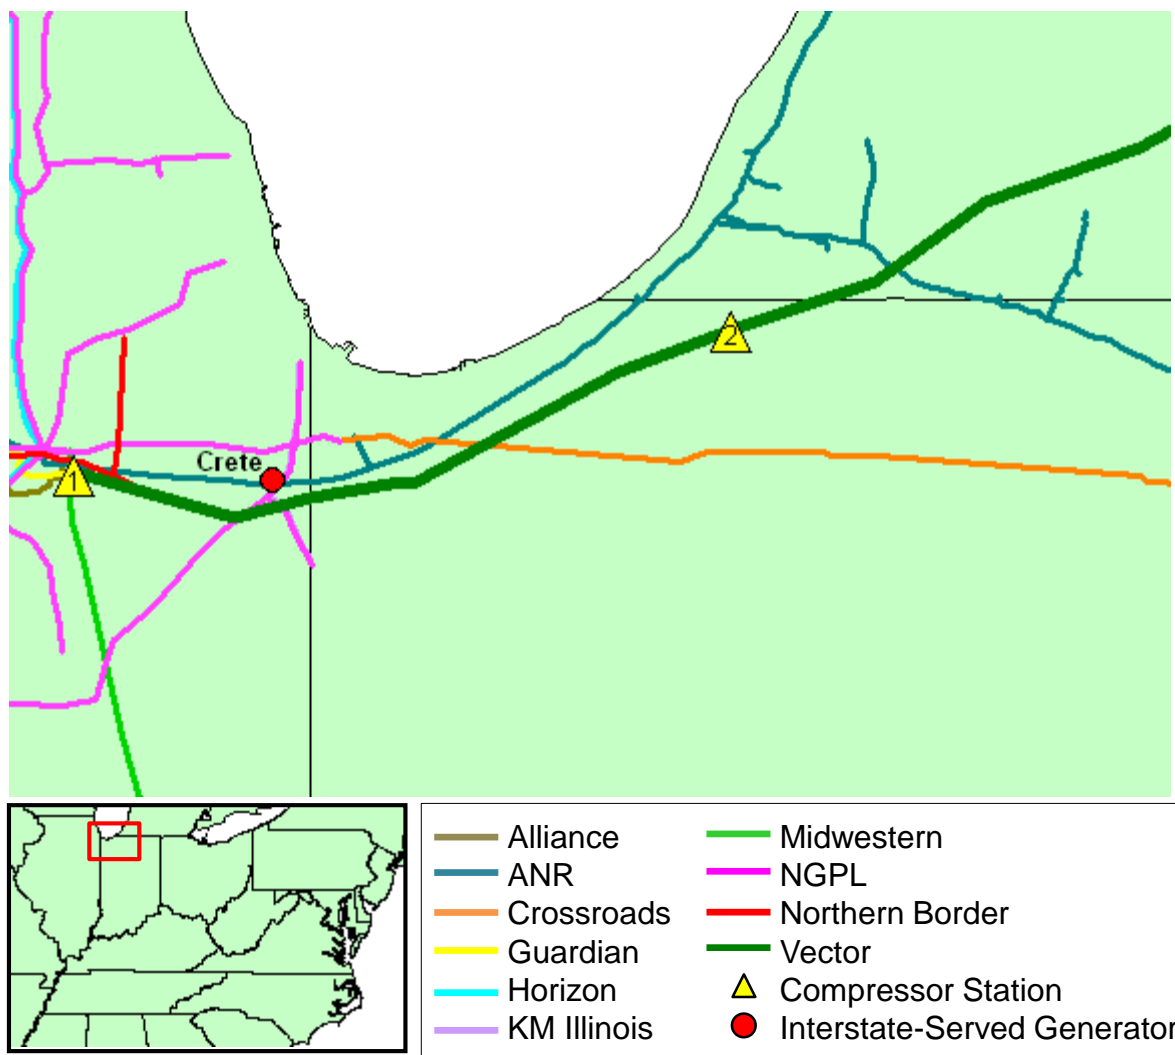 2
Crete
1
Alliance
ANR
Crossroads
Guardian
Horizon
KM Illinois
Midwestern
NGPL
Northern Border
Vector
Compressor Station
Interstate-Served Generator